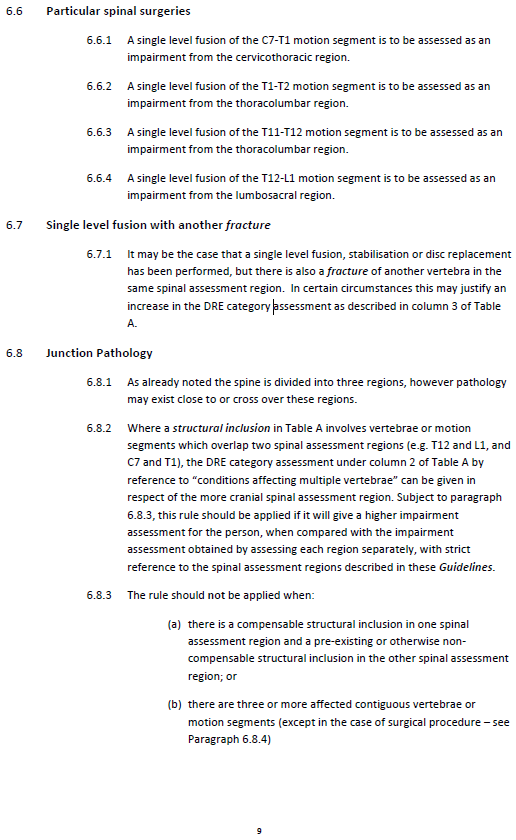 6.6 Particular spinal surgeries
6.6.1 A single level fusion of the C7-T1 motion segment is to be assessed as an
impairment from the cervicothoracic region.
6.6.2 A single level fusion of the T1-T2 motion segment is to be assessed as an
impairment from the thoracolumbar region.
6.6.3 A single level fusion of the T11-T12 motion segment is to be assessed as an
impairment from the thoracolumbar region.
6.6.4 A single level fusion of the T12-L1 motion segment is to be assessed as an
impairment from the lumbosacral region.
6.7 Single level fusion with another fracture
6.7.1 It may be the case that a single level fusion, stabilisation or disc replacement
has been performed, but there is also a fracture of another vertebra in the
same spinal assessment region. In certain circumstances this may justify an
increase in the DRE category assessment as described in column 3 of Table
A.
6.8 Junction Pathology
6.8.1 As already noted the spine is divided into three regions, however pathology
may exist close to or cross over these regions.
6.8.2 Where a structural inclusion in Table A involves vertebrae or motion
segments which overlap two spinal assessment regions (e.g. T12 and L1, and
C7 and T1), the DRE category assessment under column 2 of Table A by
reference to “conditions affecting multiple vertebrae” can be given in
respect of the more cranial spinal assessment region. Subject to paragraph
6.8.3, this rule should be applied if it will give a higher impairment
assessment for the person, when compared with the impairment
assessment obtained by assessing each region separately, with strict
reference to the spinal assessment regions described in these Guidelines.
6.8.3 The rule should not be applied when:
(a) there is a compensable structural inclusion in one spinal
assessment region and a pre-existing or otherwise non-
compensable structural inclusion in the other spinal assessment
region; or
(b) there are three or more affected contiguous vertebrae or
motion segments (except in the case of surgical procedure – see
Paragraph 6.8.4)
9